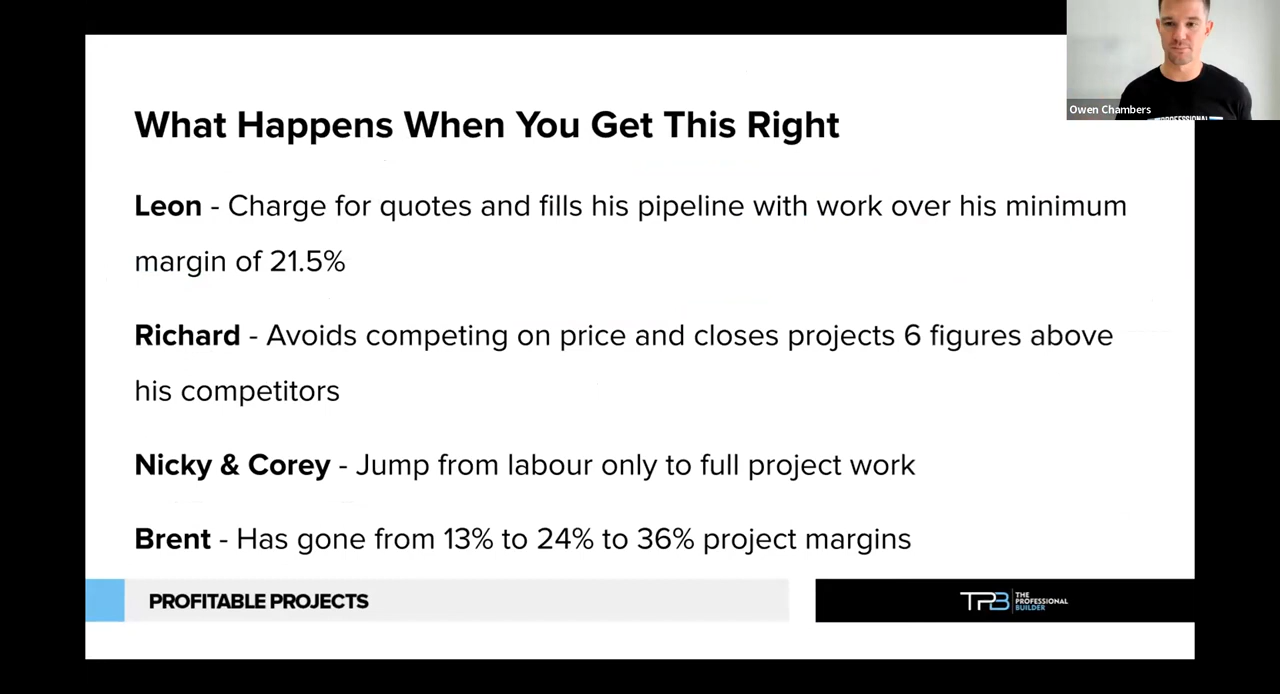 What Happens When You Get This Right
Leon - Charge for quotes and fills his pipeline with work over his minimum
margin of 21.5%
Richard - Avoids competing on price and closes projects 6 figures above
his competitors
Nicky & Corey - Jump from labour only to full project work
Brent - Has gone from 13% to 24% to 36% project margins
PROFITABLE PROJECTS
TPB THE
PROFESSIONAL
BUILDER
Owen Chambers
PROFESSIONAL